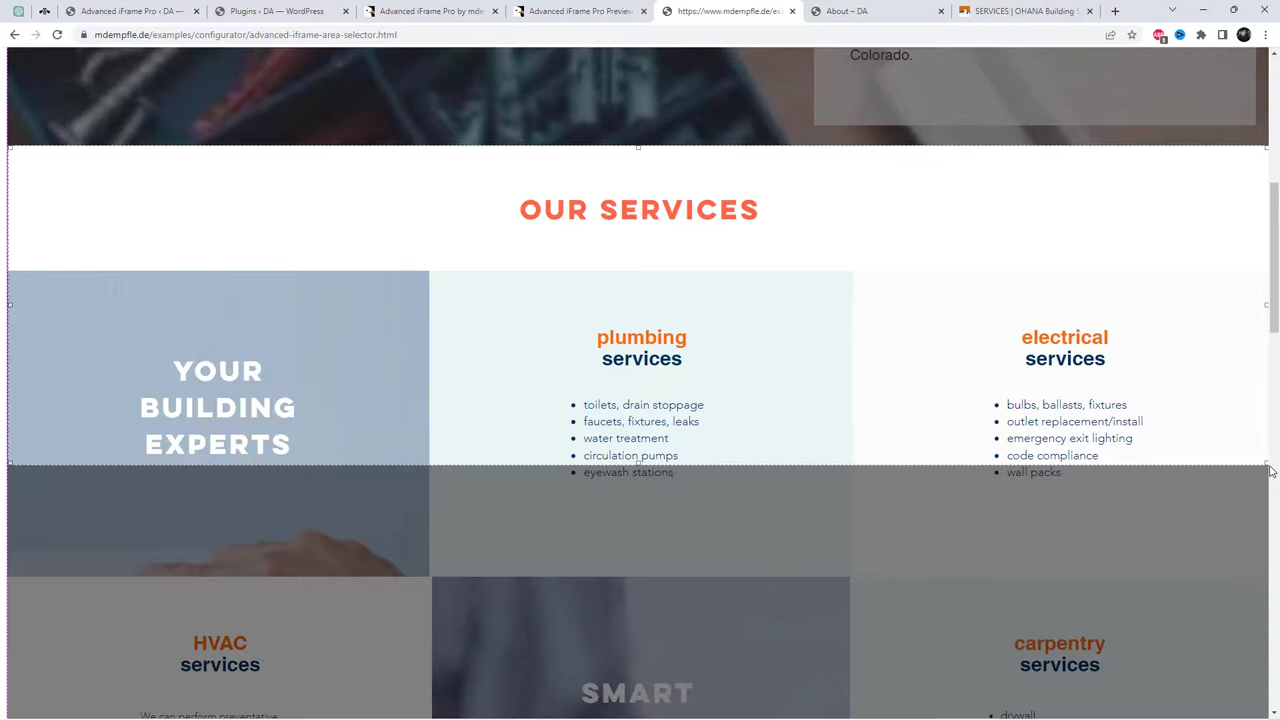 Advanced iFrame Pro ‹ DA —
Plugins ‹ DA — WordPress
Advanced iFrame Pro by mde
Advanced iFrame Pro Preview
https://www.mdempfle.de/ex
About – DA
SERVICES | OHANA Building S
mdempfle.de/examples/configurator/advanced-iframe-area-selector.html
Colorado.
OUR SERVICES
YOUR
BUILDING
EXPERTS
plumbing
services
• toilets, drain stoppage
• faucets, fixtures, leaks
• water treatment
• circulation pumps
• eyewash stations
electrical
services
• bulbs, ballasts, fixtures
• outlet replacement/install
• emergency exit lighting
• code compliance
• wall packs
HVAC
services
We can perform preventative
SMART
carpentry
services
• drywall